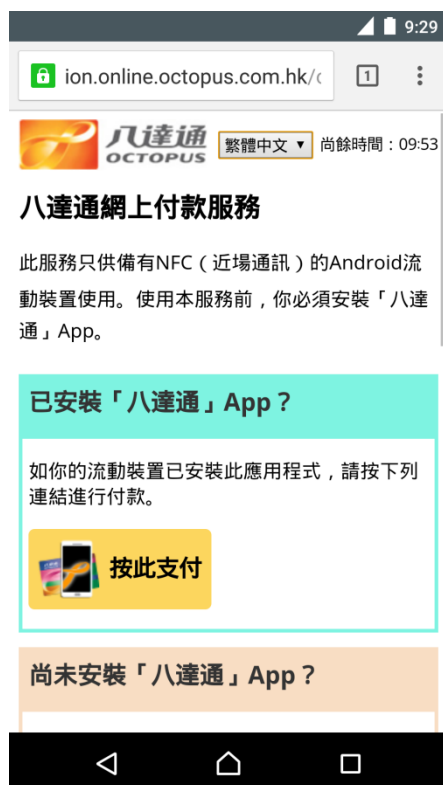 9:29
ion.online.octopus.com.hk/c
1
八達通
OCTOPUS
繁體中文
尚餘時間：09:53
八達通網上付款服務
此服務只供備有NFC（近場通訊）的Android流
動裝置使用。使用本服務前，你必須安裝「八達
通」App。
已安裝「八達通」App？
如你的流動裝置已安裝此應用程式，請按下列
連結進行付款。
按此支付
尚未安裝「八達通」App？